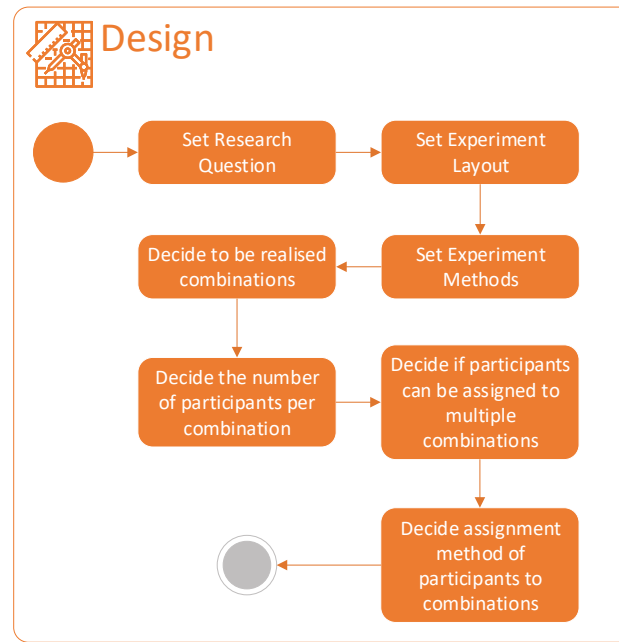 Design
Set Research
Question
Set Experiment
Layout
Set Experiment
Methods
Decide to be realised
combinations
Decide the number
of participants per
combination
Decide if participants
can be assigned to
multiple
combinations
Decide assignment
method of
participants to
combinations